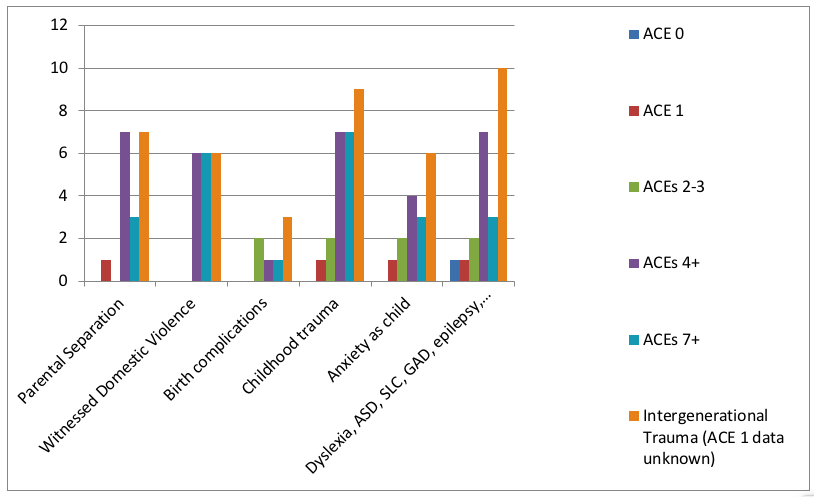 12
10
8
6
4
2
0
Parental Separation
Witnessed Domestic Violence
Birth complications
Childhood trauma
Anxiety as child
Dyslexia, ASD, SLC, GAD, epilepsy,...
ACE 0
ACE 1
ACEs 2-3
ACEs 4+
ACEs 7+
Intergenerational
Trauma (ACE 1 data
unknown)